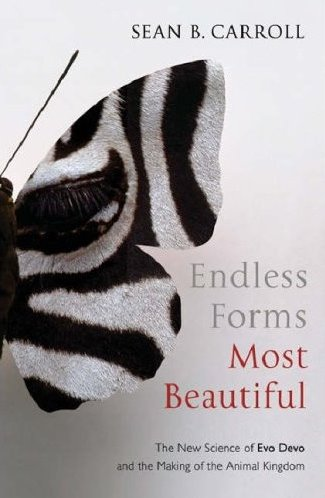 SEAN B. CARROLL
Endless
Forms
Most
Beautiful
The New Science of Evo Devo
and the Making of the Animal Kingdom